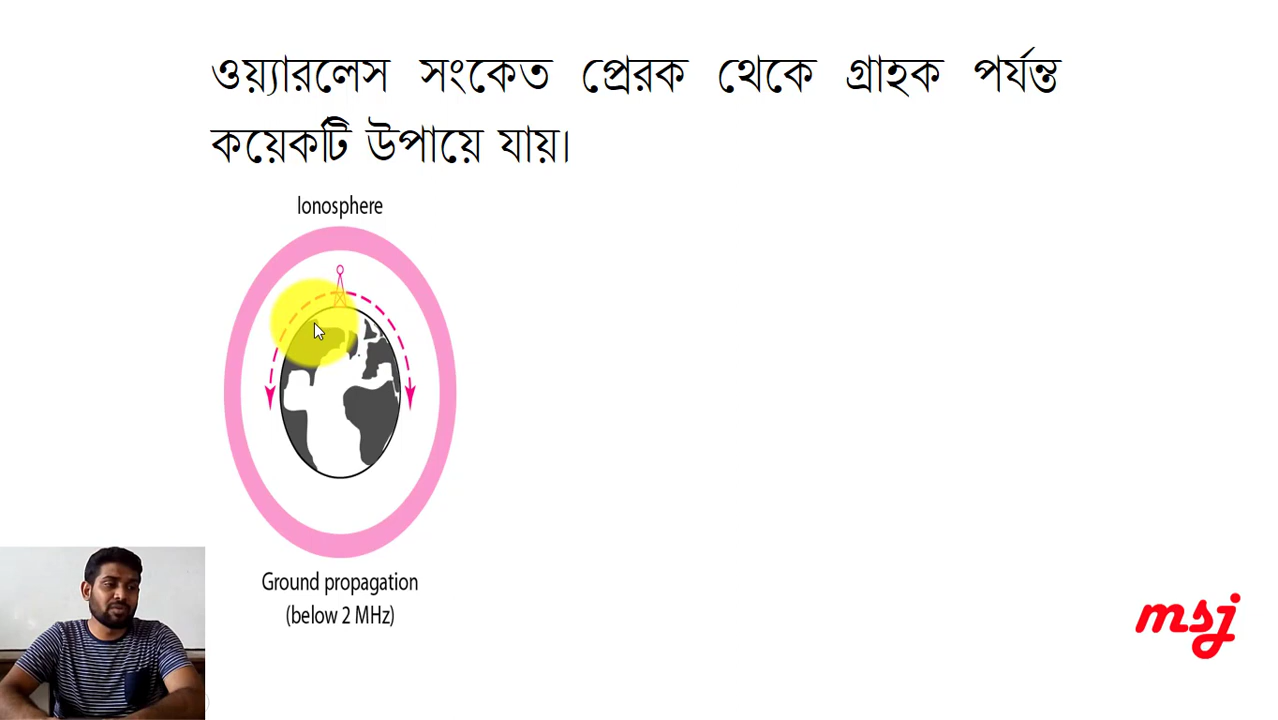 ওয়্যারলেস সংকেত প্রেরক থেকে গ্রাহক পর্যন্ত
কয়েকটি উপায়ে যায়।
Ionosphere
Ground propagation
(below 2 MHz)
msj